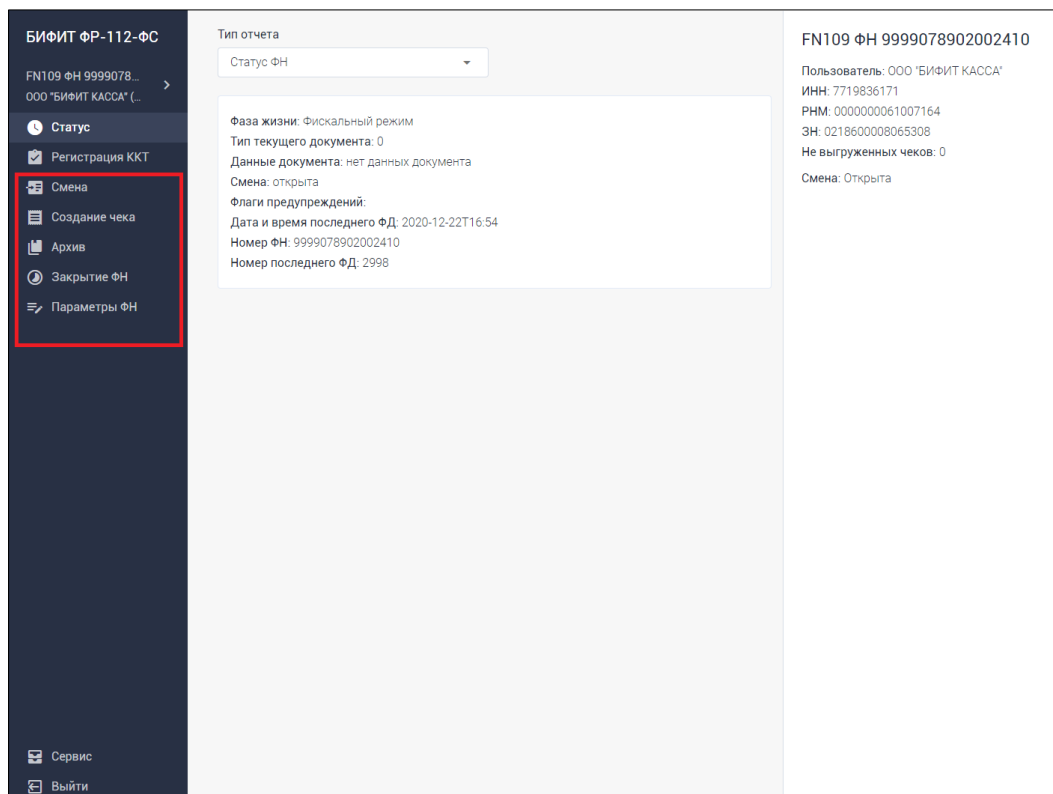 БИФИТ ФР-112-ФС
FN109 ФН 9999078...
ООО "БИФИТ КАССА" (...
Статус
Регистрация ККТ
Смена
Создание чека
Архив
Закрытие ФН
Параметры ФН
Сервис
Выйти
Тип отчета
Статус ФН
Фаза жизни: Фискальный режим
Тип текущего документа: 0
Данные документа: нет данных документа
Смена: открыта
Флаги предупреждений:
Дата и время последнего ФД: 2020-12-22T16:54
Номер ФН: 9999078902002410
Номер последнего ФД: 2998
FN109 ФН 9999078902002410
Пользователь: ООО "БИФИТ КАССА"
ИНН: 7719836171
РНМ: 0000000061007164
ЗН: 0218600008065308
Не выгруженных чеков: 0
Смена: Открыта